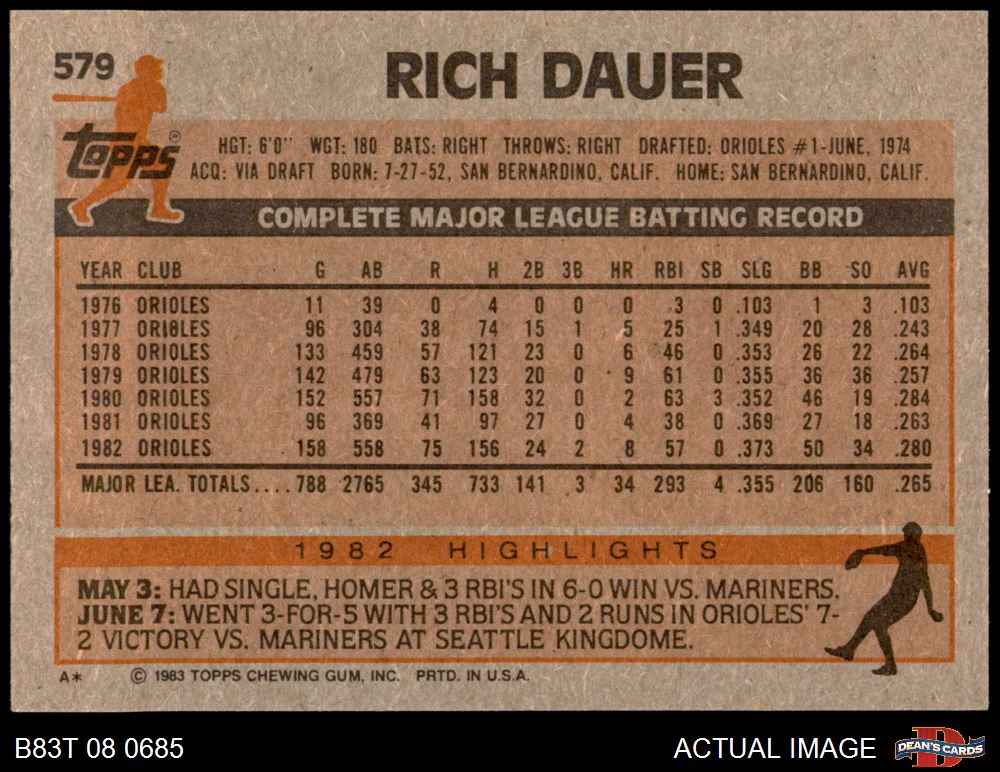 579
RICH DAUER
Topps®
HGT: 6'0" WGT: 180 BATS: RIGHT THROWS: RIGHT DRAFTED: ORIOLES #1-JUNE, 1974
ACQ: VIA DRAFT BORN: 7-27-52, SAN BERNARDINO, CALIF. HOME: SAN BERNARDINO, CALIF.
COMPLETE MAJOR LEAGUE BATTING RECORD
YEAR CLUB G AB R H 2B 3B HR RBI SB SLG BB SO AVG
1976 ORIOLES 11 39 0 4 0 0 0 3 0 .103 1 3 .103
1977 ORIOLES 96 304 38 74 15 1 5 25 1 .349 20 28 .243
1978 ORIOLES 133 459 57 121 23 0 6 46 0 .353 26 22 .264
1979 ORIOLES 142 479 63 123 20 0 9 61 0 .355 36 36 .257
1980 ORIOLES 152 557 71 158 32 0 2 63 3 .352 46 19 .284
1981 ORIOLES 96 369 41 97 27 0 4 38 0 .369 27 18 .263
1982 ORIOLES 158 558 75 156 24 2 8 57 0 .373 50 34 .280
MAJOR LEA. TOTALS.... 788 2765 345 733 141 3 34 293 4 .355 206 160 .265
1982 HIGHLIGHTS
MAY 3: HAD SINGLE, HOMER & 3 RBI'S IN 6-0 WIN VS. MARINERS.
JUNE 7: WENT 3-FOR-5 WITH 3 RBI'S AND 2 RUNS IN ORIOLES' 7-
2 VICTORY VS. MARINERS AT SEATTLE KINGDOME.
A* © 1983 TOPPS CHEWING GUM, INC. PRTD. IN U.S.A.
B83T 08 0685 ACTUAL IMAGE D DEAN'S CARDS